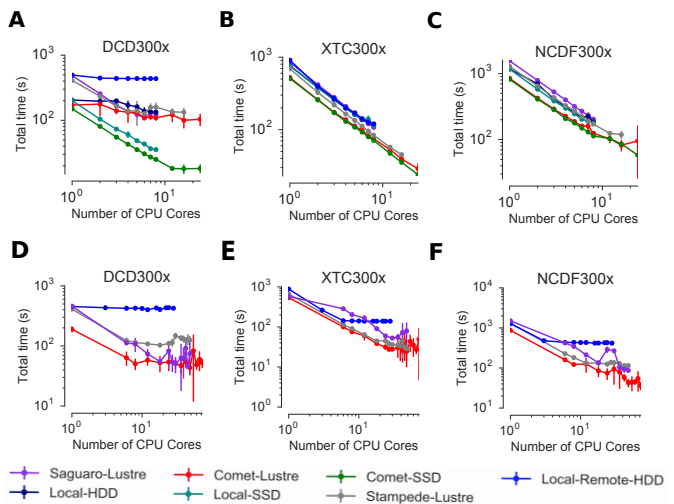 A
B
C
DCD300x
XTC300x
NCDF300x
Total time (s)
10³
10²
10⁰
10¹
Number of CPU Cores
Total time (s)
10³
10²
10⁰
10¹
Number of CPU Cores
Total time (s)
10³
10²
10⁰
10¹
Number of CPU Cores
D
E
F
DCD300x
XTC300x
NCDF300x
Total time (s)
10³
10²
10¹
10⁰
10¹
Number of CPU Cores
Total time (s)
10³
10²
10¹
10⁰
10⁰
10¹
Number of CPU Cores
Total time (s)
10⁴
10³
10²
10¹
10⁰
10¹
Number of CPU Cores
Saguaro-Lustre
Comet-Lustre
Comet-SSD
Local-Remote-HDD
Local-HDD
Local-SSD
Stampede-Lustre